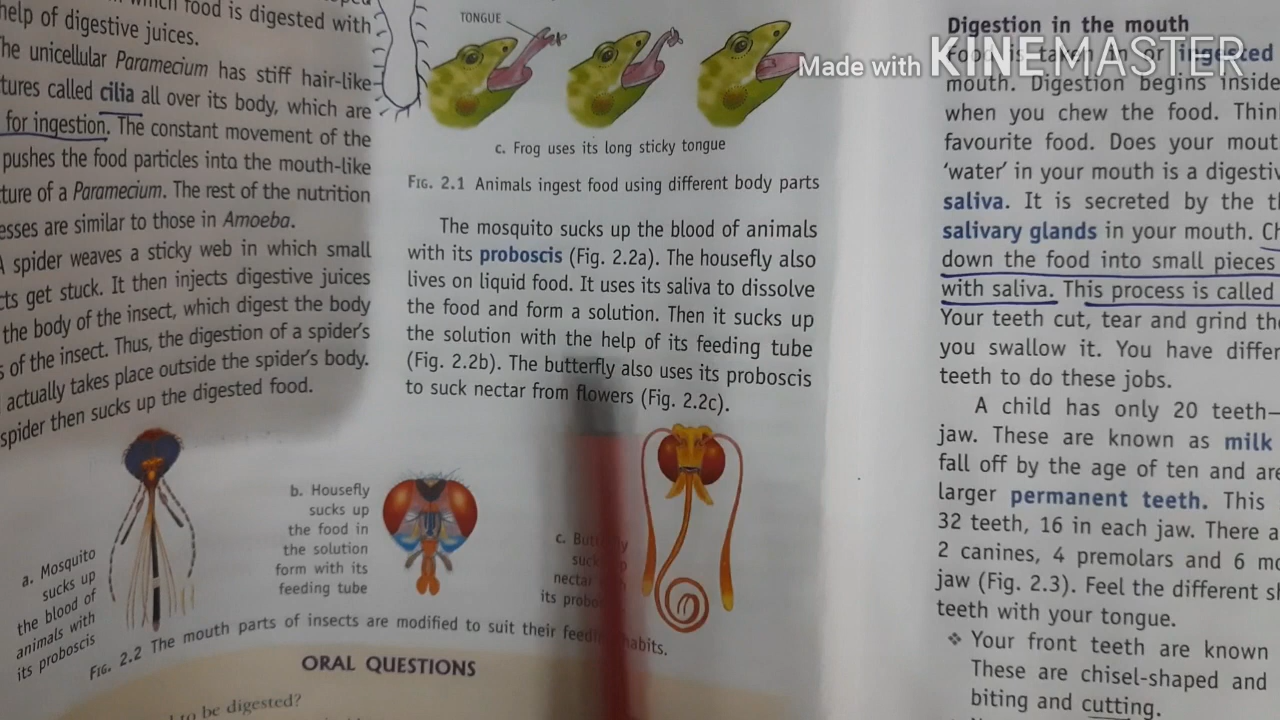 food is digested with
help of digestive juices.
The unicellular Paramecium has stiff hair-like
tures called cilia all over its body, which are
for ingestion. The constant movement of the
pushes the food particles into the mouth-like
ture of a Paramecium. The rest of the nutrition
esses are similar to those in Amoeba.
A spider weaves a sticky web in which small
cts get stuck. It then injects digestive juices
the body of the insect, which digest the body
s of the insect. Thus, the digestion of a spider's
actually takes place outside the spider's body.
spider then sucks up the digested food.
TONGUE
c. Frog uses its long sticky tongue
FIG. 2.1 Animals ingest food using different body parts
The mosquito sucks up the blood of animals
with its proboscis (Fig. 2.2a). The housefly also
lives on liquid food. It uses its saliva to dissolve
the food and form a solution. Then it sucks up
the solution with the help of its feeding tube
(Fig. 2.2b). The butterfly also uses its proboscis
to suck nectar from flowers (Fig. 2.2c).
a. Mosquito
sucks up
the blood of
animals with
its proboscis
b. Housefly
sucks up
the food in
the solution
form with its
feeding tube
c.
nectar
its
FIG. 2.2 The mouth parts of insects are modified to suit their habits.
ORAL QUESTIONS
to be digested?
Made with KINEMASTER
Digestion in the mouth
ingested
mouth. Digestion begins inside
when you chew the food. Thin
favourite food. Does your mout
'water' in your mouth is a digestiv
saliva. It is secreted by the th
salivary glands in your mouth. Ch
down the food into small pieces
with saliva. This process is called
Your teeth cut, tear and grind the
you swallow it. You have differ
teeth to do these jobs.
A child has only 20 teeth—
jaw. These are known as milk
fall off by the age of ten and are
larger permanent teeth. This
32 teeth, 16 in each jaw. There a
2 canines, 4 premolars and 6 mo
jaw (Fig. 2.3). Feel the different sh
teeth with your tongue.
❖ Your front teeth are known
These are chisel-shaped and
biting and cutting.